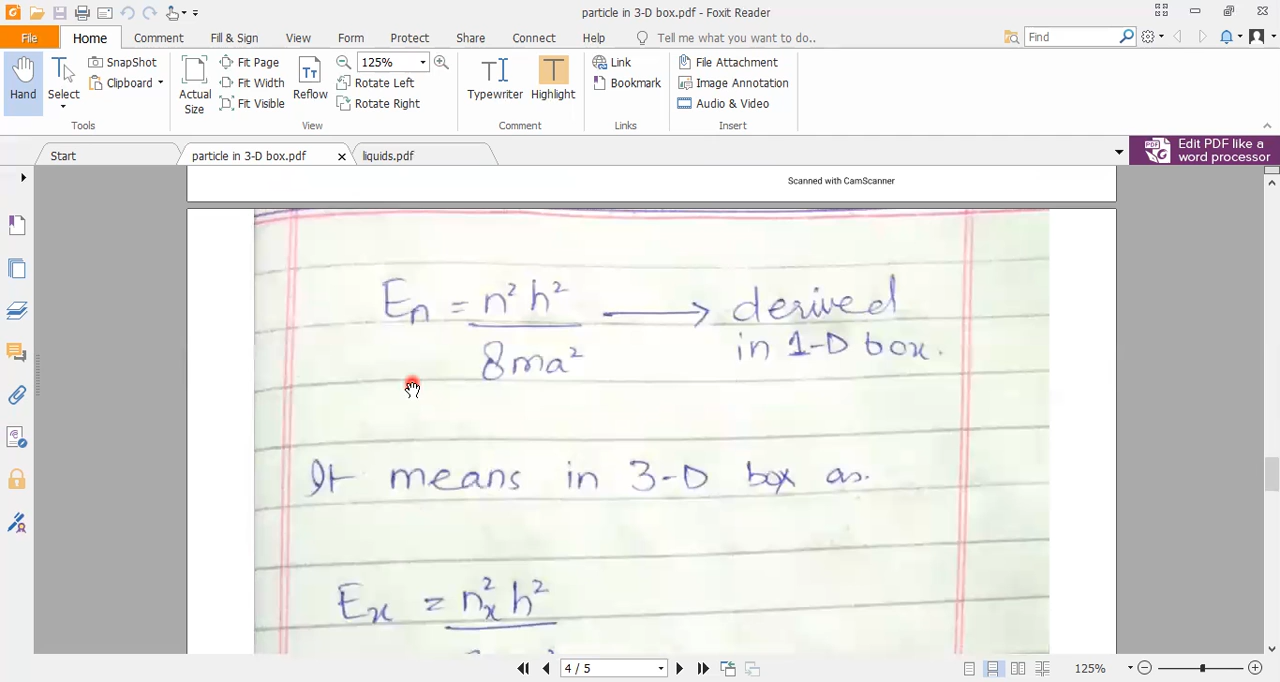 particle in 3-D box.pdf - Foxit Reader
File Home Comment Fill & Sign View Form Protect Share Connect Help Tell me what you want to do.. Find
Hand
Select
SnapShot
Clipboard
Tools
Actual Size
Fit Page
Fit Width
Fit Visible
Reflow
125%
Rotate Left
Rotate Right
View
Typewriter
Highlight
Comment
Link
Bookmark
Links
File Attachment
Image Annotation
Audio & Video
Insert
Start particle in 3-D box.pdf liquids.pdf
Edit PDF like a
word processor
Scanned with CamScanner
En = n² h² ⟶ derived
8ma² in 1-D box.
It means in 3-D box as.
Ex = nx² h²
4 / 5 125%